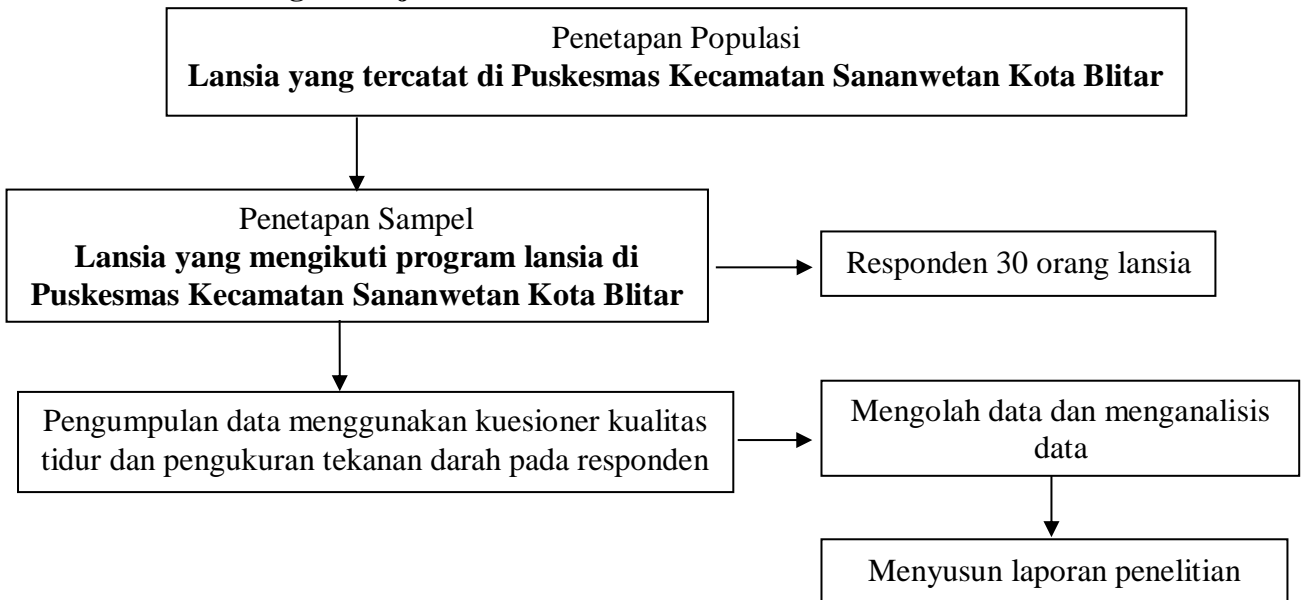 Penetapan Populasi
Lansia yang tercatat di Puskesmas Kecamatan Sananwetan Kota Blitar
Penetapan Sampel
Lansia yang mengikuti program lansia di
Puskesmas Kecamatan Sananwetan Kota Blitar
Responden 30 orang lansia
Pengumpulan data menggunakan kuesioner kualitas
tidur dan pengukuran tekanan darah pada responden
Mengolah data dan menganalisis
data
Menyusun laporan penelitian